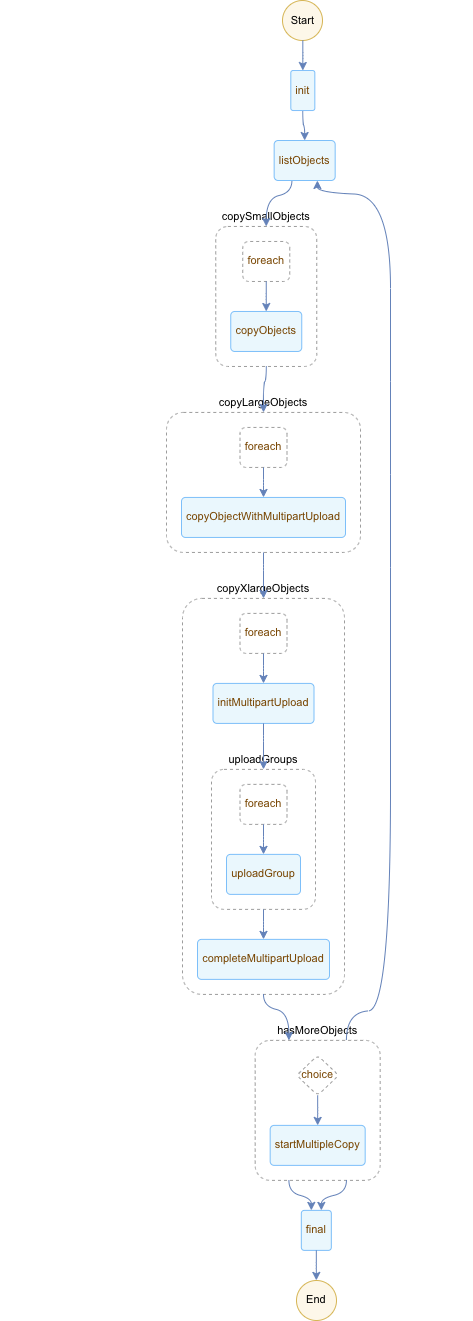 Start
init
listObjects
copySmallObjects
foreach
copyObjects
copyLargeObjects
foreach
copyObjectWithMultipartUpload
copyXlargeObjects
foreach
initMultipartUpload
uploadGroups
foreach
uploadGroup
completeMultipartUpload
hasMoreObjects
choice
startMultipleCopy
final
End